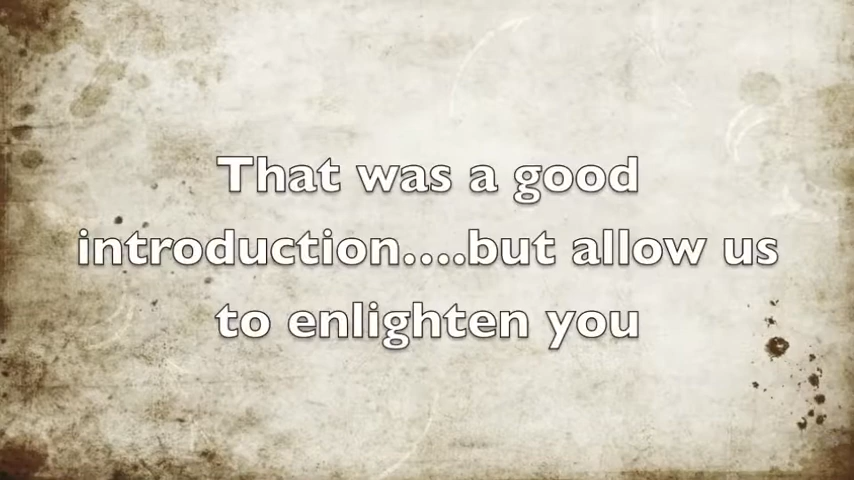 That was a good
introduction....but allow us
to enlighten you